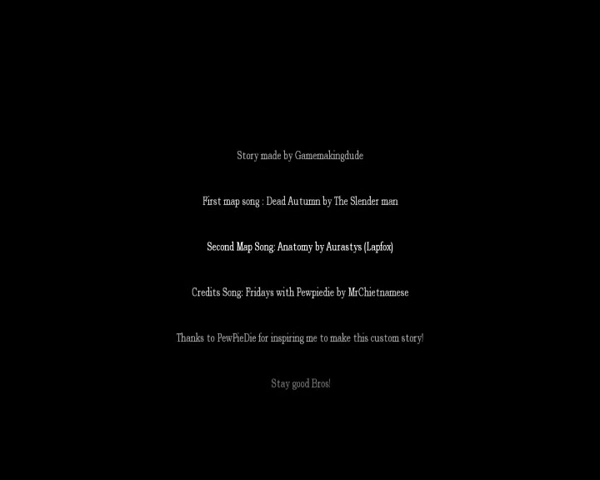 Story made by Gamemakingdude
First map song : Dead Autumn by The Slender man
Second Map Song: Anatomy by Aurastys (Lapfox)
Credits Song: Fridays with Pewpiedie by MrChietnamese
Thanks to PewPieDie for inspiring me to make this custom story!
Stay good Bros!